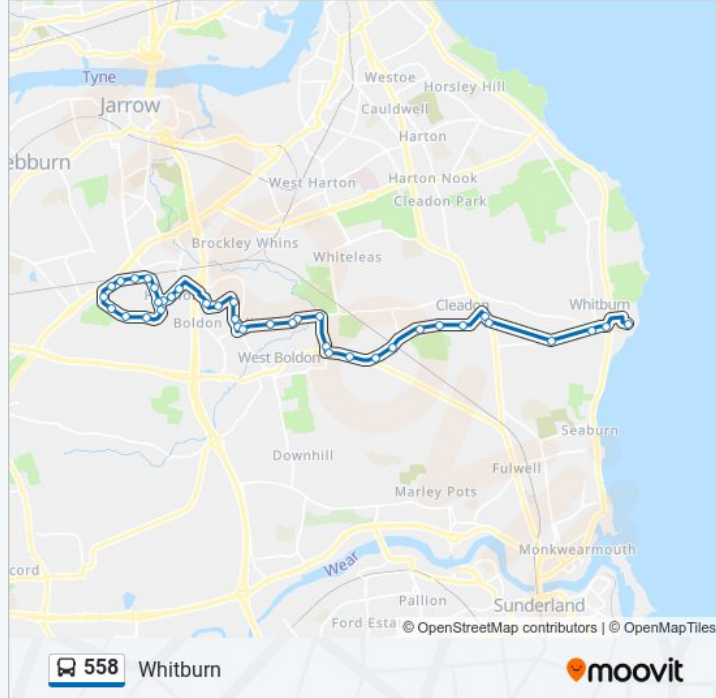 Tyne
Westoe
Horsley Hill
Jarrow
Cauldwell
Harton
ebburn
West Harton
Harton Nook
Cleadon Park
Brockley Whins
Whiteleas
Cleadon
Whitburn
Boldon
West Boldon
Seaburn
Downhill
Fulwell
Marley Pots
Monkwearmouth
cord
Wear
Pallion
Sunderland
Ford Esta
© OpenStreetMap contributors | © OpenMapTiles
558 Whitburn
moovit